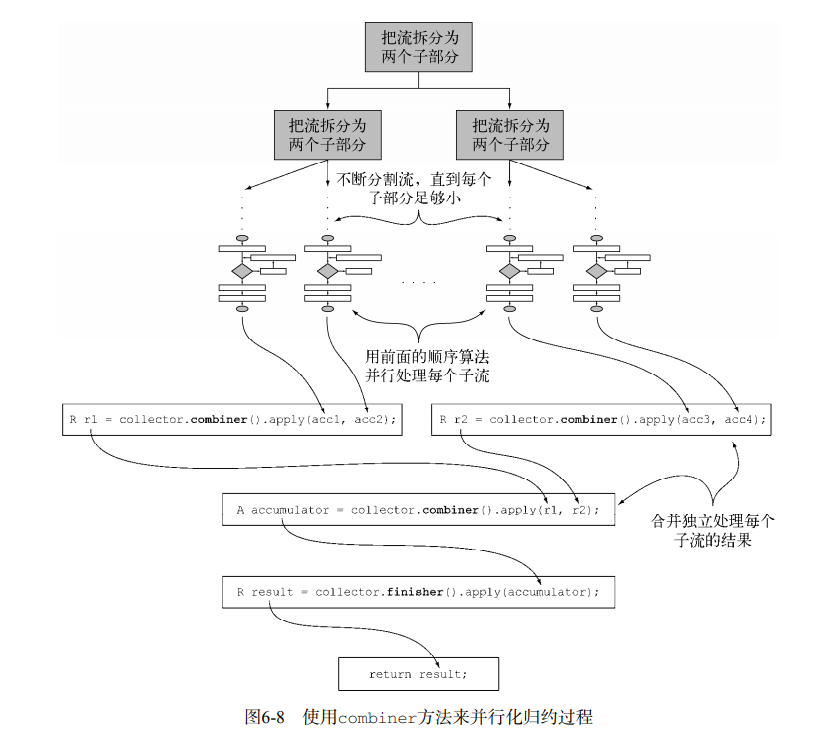 把流拆分为
两个子部分
把流拆分为
两个子部分
把流拆分为
两个子部分
不断分割流，直到每个
子部分足够小
用前面的顺序算法
并行处理每个子流
R r1 = collector.combiner().apply(acc1, acc2);
R r2 = collector.combiner().apply(acc3, acc4);
A accumulator = collector.combiner().apply(r1, r2);
合并独立处理每个
子流的结果
R result = collector.finisher().apply(accumulator);
return result;
图6-8 使用combiner方法来并行化归约过程